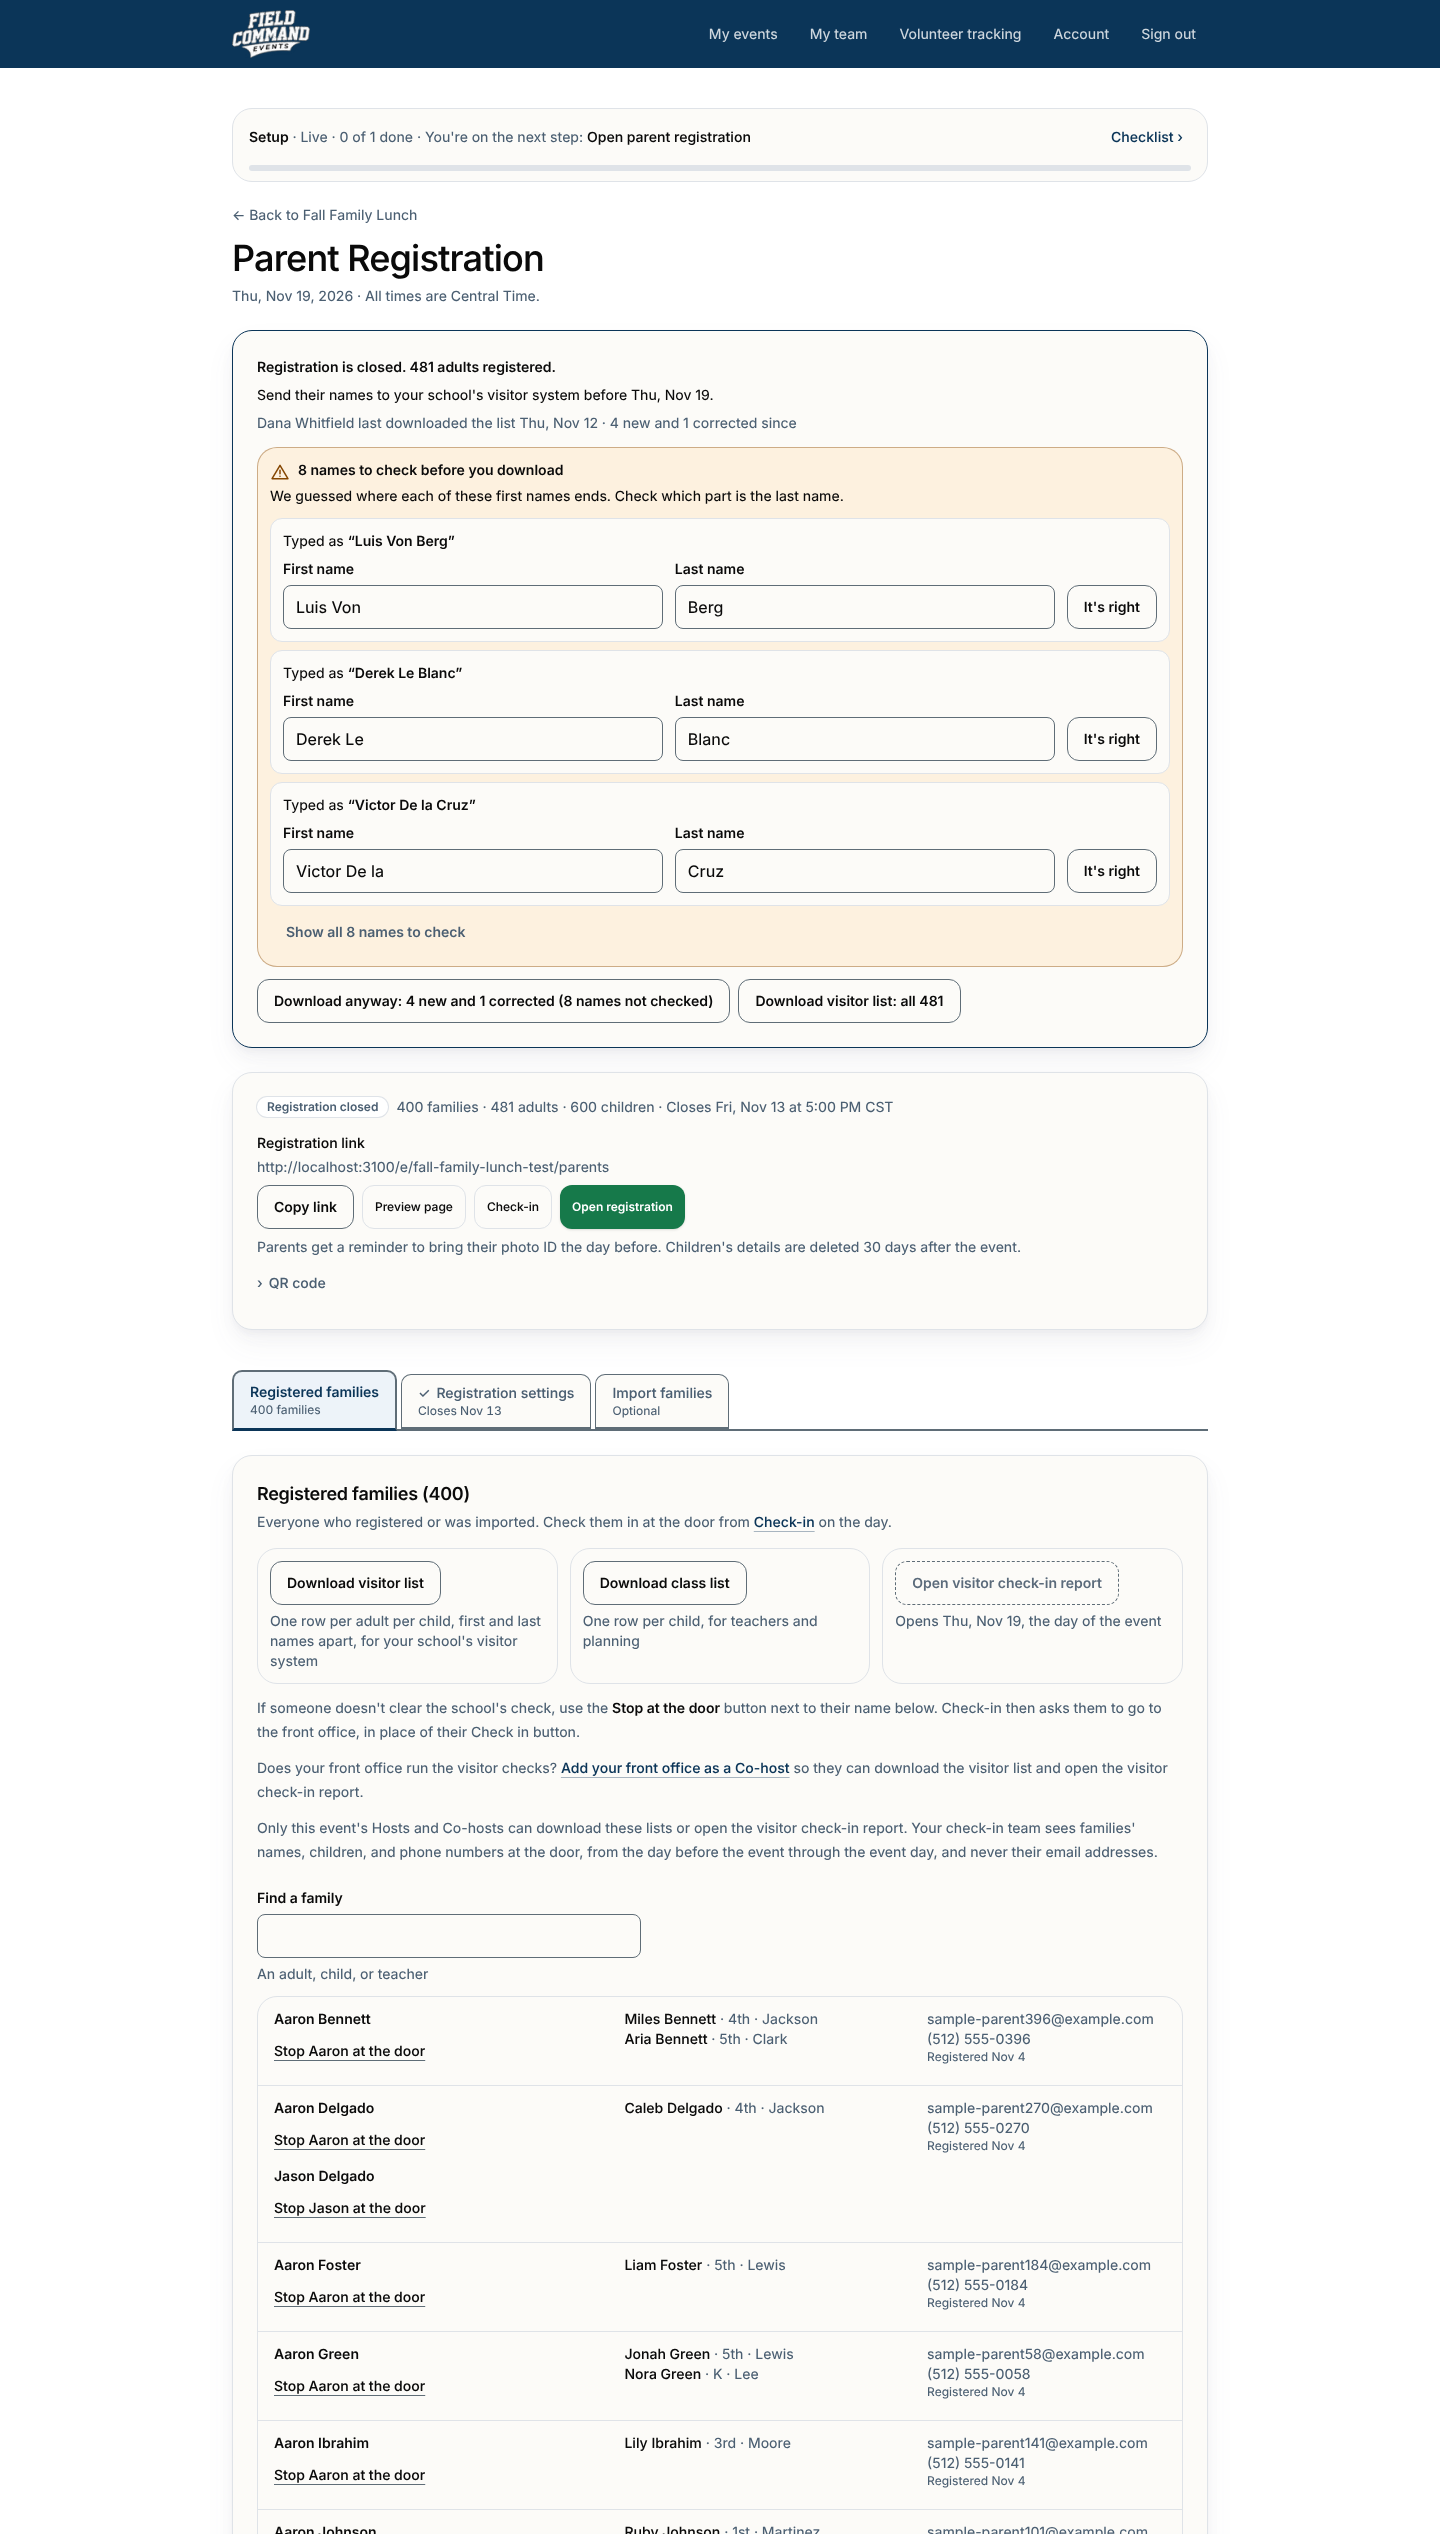 FIELD
COMMAND
EVENTS
My events
My team
Volunteer tracking
Account
Sign out
Setup · Live · 0 of 1 done · You're on the next step: Open parent registration
Checklist ›
← Back to Fall Family Lunch
Parent Registration
Thu, Nov 19, 2026 · All times are Central Time.
Registration is closed. 481 adults registered.
Send their names to your school's visitor system before Thu, Nov 19.
Dana Whitfield last downloaded the list Thu, Nov 12 · 4 new and 1 corrected since
8 names to check before you download
We guessed where each of these first names ends. Check which part is the last name.
Typed as “Luis Von Berg”
First name
Last name
Luis Von
Berg
It's right
Typed as “Derek Le Blanc”
First name
Last name
Derek Le
Blanc
It's right
Typed as “Victor De la Cruz”
First name
Last name
Victor De la
Cruz
It's right
Show all 8 names to check
Download anyway: 4 new and 1 corrected (8 names not checked)
Download visitor list: all 481
Registration closed
400 families · 481 adults · 600 children · Closes Fri, Nov 13 at 5:00 PM CST
Registration link
http://localhost:3100/e/fall-family-lunch-test/parents
Copy link
Preview page
Check-in
Open registration
Parents get a reminder to bring their photo ID the day before. Children's details are deleted 30 days after the event.
› QR code
Registered families
400 families
✓ Registration settings
Closes Nov 13
Import families
Optional
Registered families (400)
Everyone who registered or was imported. Check them in at the door from Check-in on the day.
Download visitor list
One row per adult per child, first and last
names apart, for your school's visitor
system
Download class list
One row per child, for teachers and
planning
Open visitor check-in report
Opens Thu, Nov 19, the day of the event
If someone doesn't clear the school's check, use the Stop at the door button next to their name below. Check-in then asks them to go to
the front office, in place of their Check in button.
Does your front office run the visitor checks? Add your front office as a Co-host so they can download the visitor list and open the visitor
check-in report.
Only this event's Hosts and Co-hosts can download these lists or open the visitor check-in report. Your check-in team sees families'
names, children, and phone numbers at the door, from the day before the event through the event day, and never their email addresses.
Find a family
An adult, child, or teacher
Aaron Bennett
Stop Aaron at the door
Miles Bennett · 4th · Jackson
Aria Bennett · 5th · Clark
sample-parent396@example.com
(512) 555-0396
Registered Nov 4
Aaron Delgado
Stop Aaron at the door
Jason Delgado
Stop Jason at the door
Caleb Delgado · 4th · Jackson
sample-parent270@example.com
(512) 555-0270
Registered Nov 4
Aaron Foster
Stop Aaron at the door
Liam Foster · 5th · Lewis
sample-parent184@example.com
(512) 555-0184
Registered Nov 4
Aaron Green
Stop Aaron at the door
Jonah Green · 5th · Lewis
Nora Green · K · Lee
sample-parent58@example.com
(512) 555-0058
Registered Nov 4
Aaron Ibrahim
Stop Aaron at the door
Lily Ibrahim · 3rd · Moore
sample-parent141@example.com
(512) 555-0141
Registered Nov 4
Aaron Johnson
Ruby Johnson · 1st · Martinez
sample-parent101@example.com